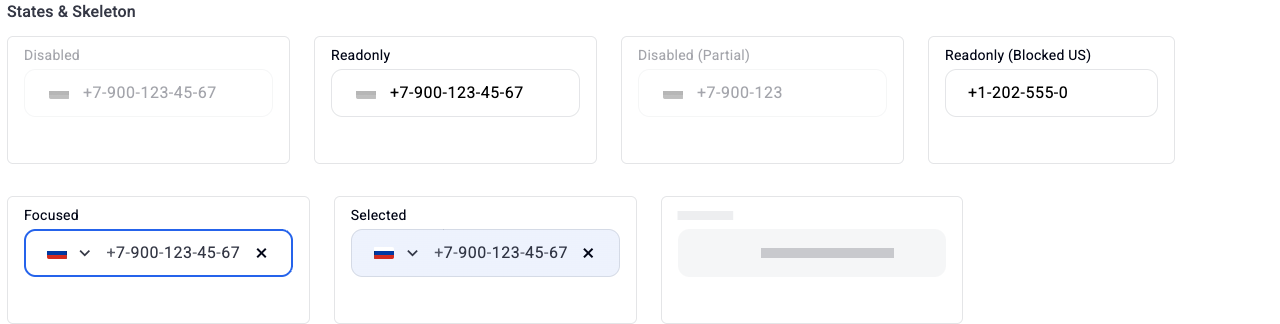 States & Skeleton
Disabled
+7-900-123-45-67
Readonly
+7-900-123-45-67
Disabled (Partial)
+7-900-123
Readonly (Blocked US)
+1-202-555-0
Focused
+7-900-123-45-67
Selected
+7-900-123-45-67